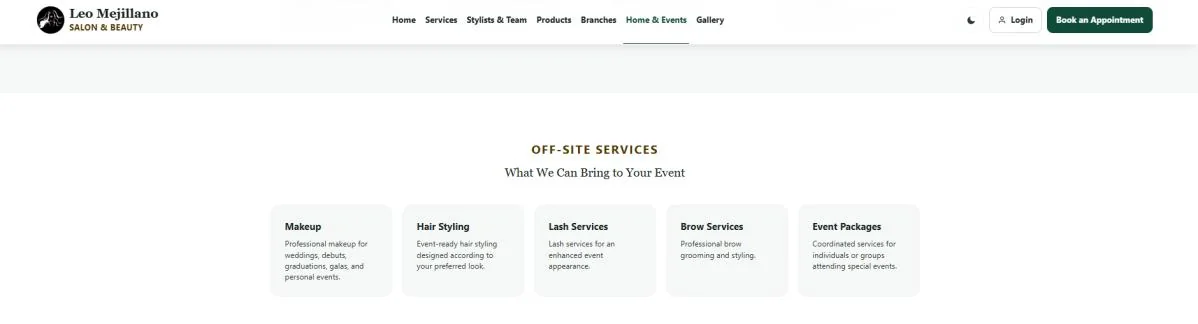 Leo Mejillano
SALON & BEAUTY
Home Services Stylists & Team Products Branches Home & Events Gallery
Login
Book an Appointment
OFF-SITE SERVICES
What We Can Bring to Your Event
Makeup
Professional makeup for
weddings, debuts,
graduations, galas, and
personal events.
Hair Styling
Event-ready hair styling
designed according to
your preferred look.
Lash Services
Lash services for an
enhanced event
appearance.
Brow Services
Professional brow
grooming and styling.
Event Packages
Coordinated services for
individuals or groups
attending special events.